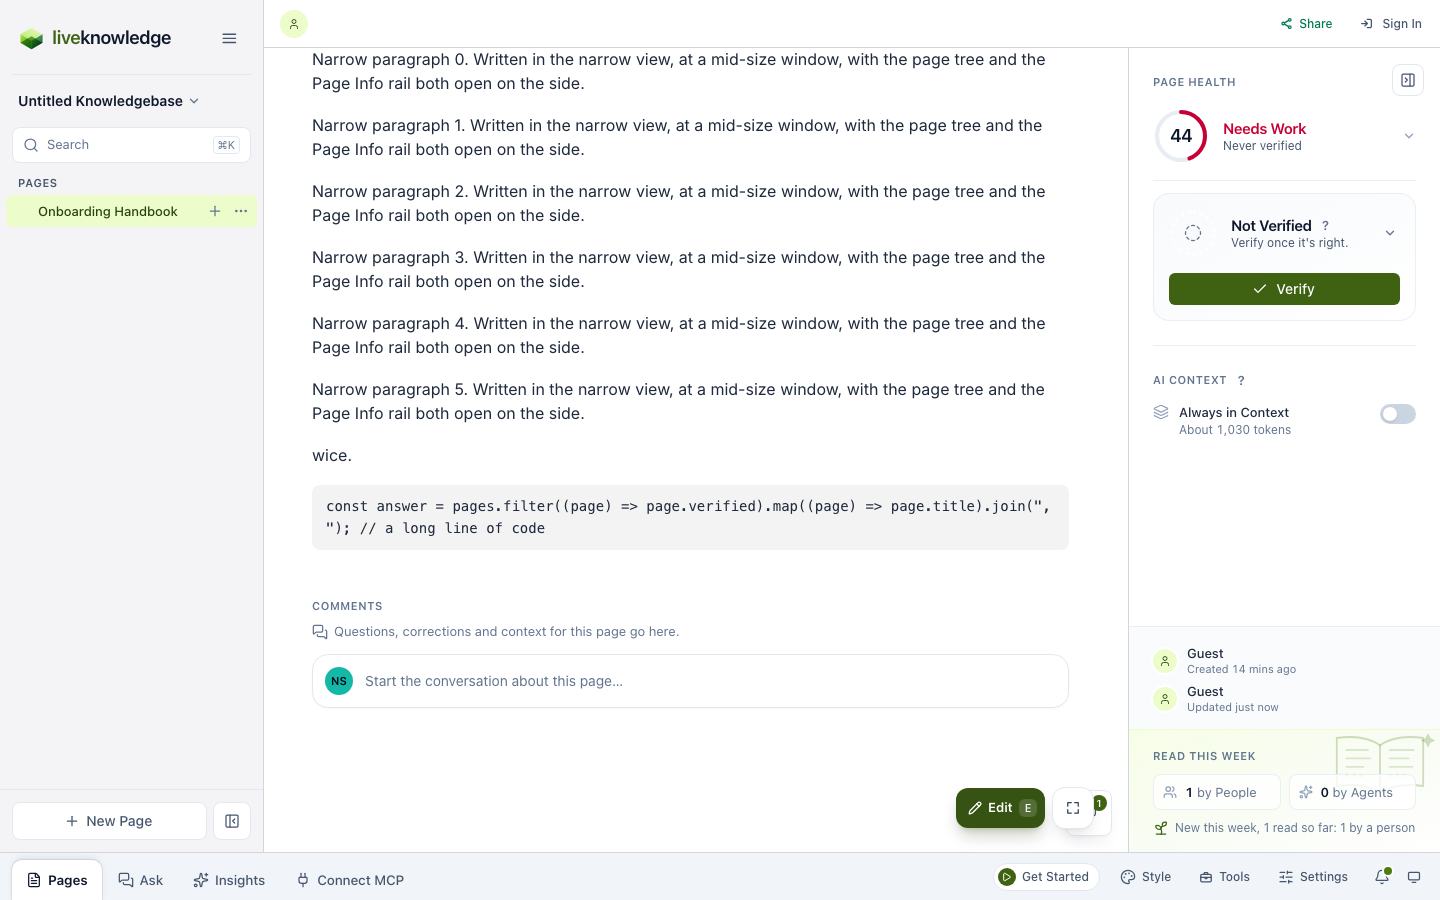 liveknowledge
Share
Sign In
Untitled Knowledgebase
Search
⌘K
PAGES
Onboarding Handbook
Narrow paragraph 0. Written in the narrow view, at a mid-size window, with the page tree and the
Page Info rail both open on the side.
Narrow paragraph 1. Written in the narrow view, at a mid-size window, with the page tree and the
Page Info rail both open on the side.
Narrow paragraph 2. Written in the narrow view, at a mid-size window, with the page tree and the
Page Info rail both open on the side.
Narrow paragraph 3. Written in the narrow view, at a mid-size window, with the page tree and the
Page Info rail both open on the side.
Narrow paragraph 4. Written in the narrow view, at a mid-size window, with the page tree and the
Page Info rail both open on the side.
Narrow paragraph 5. Written in the narrow view, at a mid-size window, with the page tree and the
Page Info rail both open on the side.
wice.
const answer = pages.filter((page) => page.verified).map((page) => page.title).join(",
"); // a long line of code
COMMENTS
Questions, corrections and context for this page go here.
NS
Start the conversation about this page...
Edit E
1
PAGE HEALTH
44
Needs Work
Never verified
Not Verified ?
Verify once it's right.
Verify
AI CONTEXT ?
Always in Context
About 1,030 tokens
Guest
Created 14 mins ago
Guest
Updated just now
READ THIS WEEK
1 by People
0 by Agents
New this week, 1 read so far: 1 by a person
New Page
Pages
Ask
Insights
Connect MCP
Get Started
Style
Tools
Settings